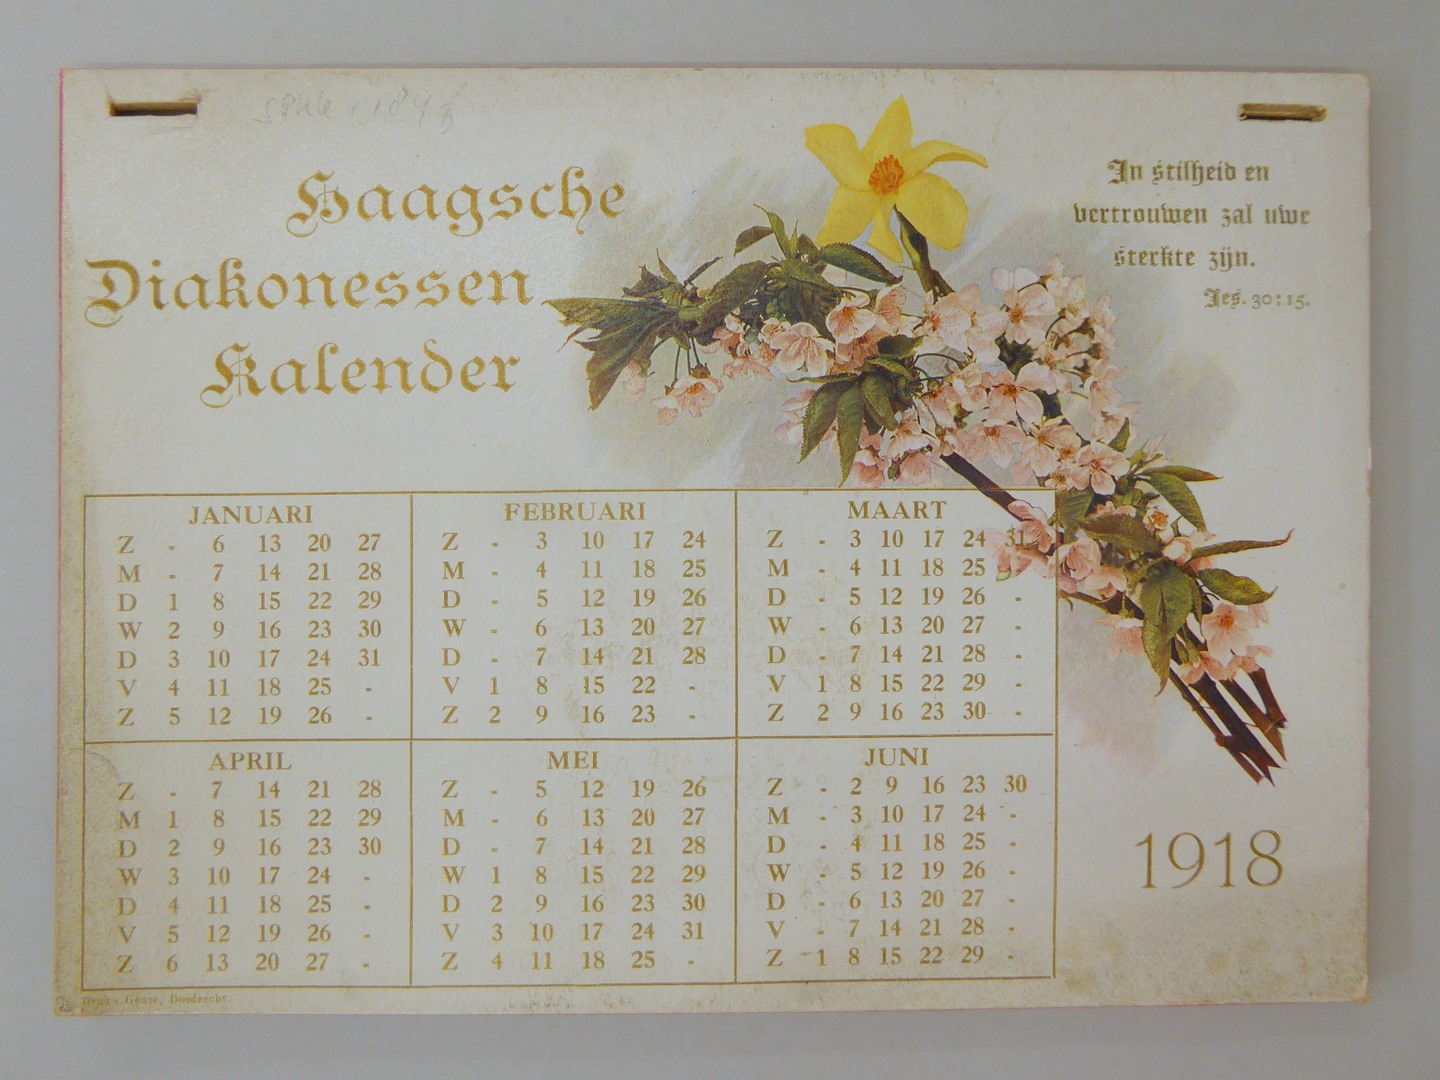 Haagsche
Diakonessen
Kalender
In stilheid en
vertrouwen zal uwe
sterkte zijn.
Jes. 30:15.
JANUARI
Z - 6 13 20 27
M - 7 14 21 28
D 1 8 15 22 29
W 2 9 16 23 30
D 3 10 17 24 31
V 4 11 18 25 -
Z 5 12 19 26 -
FEBRUARI
Z - 3 10 17 24
M - 4 11 18 25
D - 5 12 19 26
W - 6 13 20 27
D - 7 14 21 28
V 1 8 15 22 -
Z 2 9 16 23 -
MAART
Z - 3 10 17 24 31
M - 4 11 18 25
D - 5 12 19 26 -
W - 6 13 20 27 -
D - 7 14 21 28 -
V 1 8 15 22 29 -
Z 2 9 16 23 30 -
APRIL
Z - 7 14 21 28
M 1 8 15 22 29
D 2 9 16 23 30
W 3 10 17 24 -
D 4 11 18 25 -
V 5 12 19 26 -
Z 6 13 20 27 -
MEI
Z - 5 12 19 26
M - 6 13 20 27
D - 7 14 21 28
W 1 8 15 22 29
D 2 9 16 23 30
V 3 10 17 24 31
Z 4 11 18 25 -
JUNI
Z - 2 9 16 23 30
M - 3 10 17 24 -
D - 4 11 18 25 -
W - 5 12 19 26 -
D - 6 13 20 27 -
V - 7 14 21 28 -
Z 1 8 15 22 29 -
1918
Dordrecht.